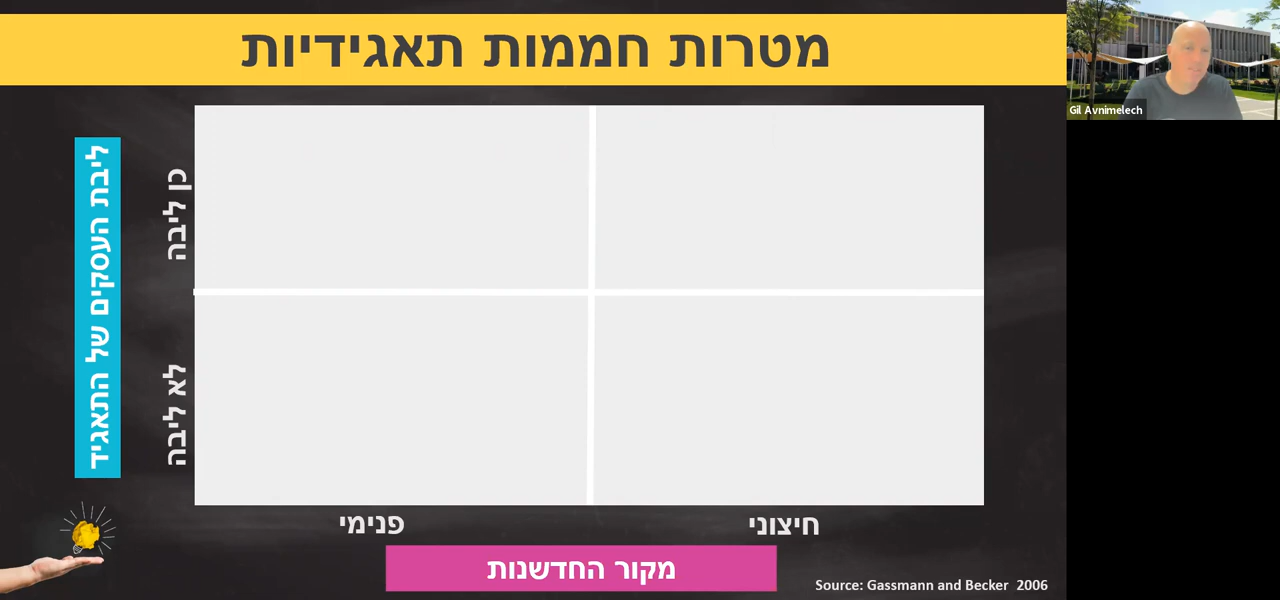 מטרות חממות תאגידיות
Gil Avnimelech
ליבת העסקים של התאגיד
כן ליבה
לא ליבה
פנימי
חיצוני
מקור החדשנות
Source: Gassmann and Becker 2006